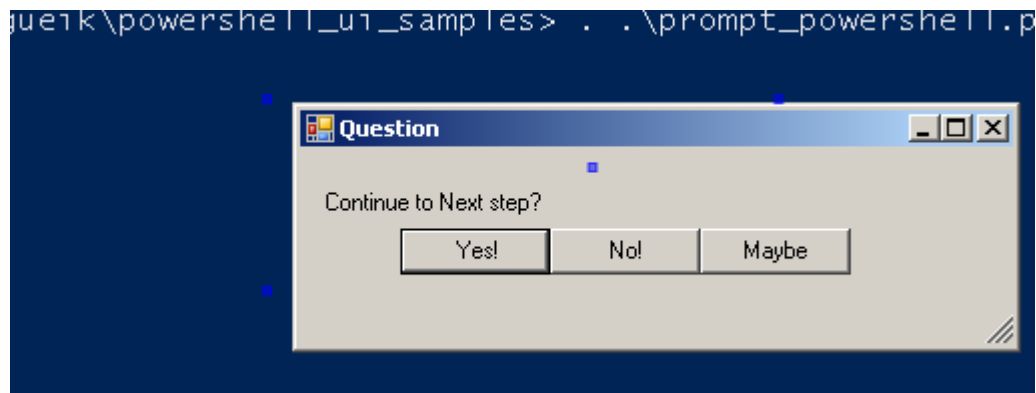 gueik\powershell_ui_samples> . .\prompt_powershell.p
Question
Continue to Next step?
Yes! No! Maybe